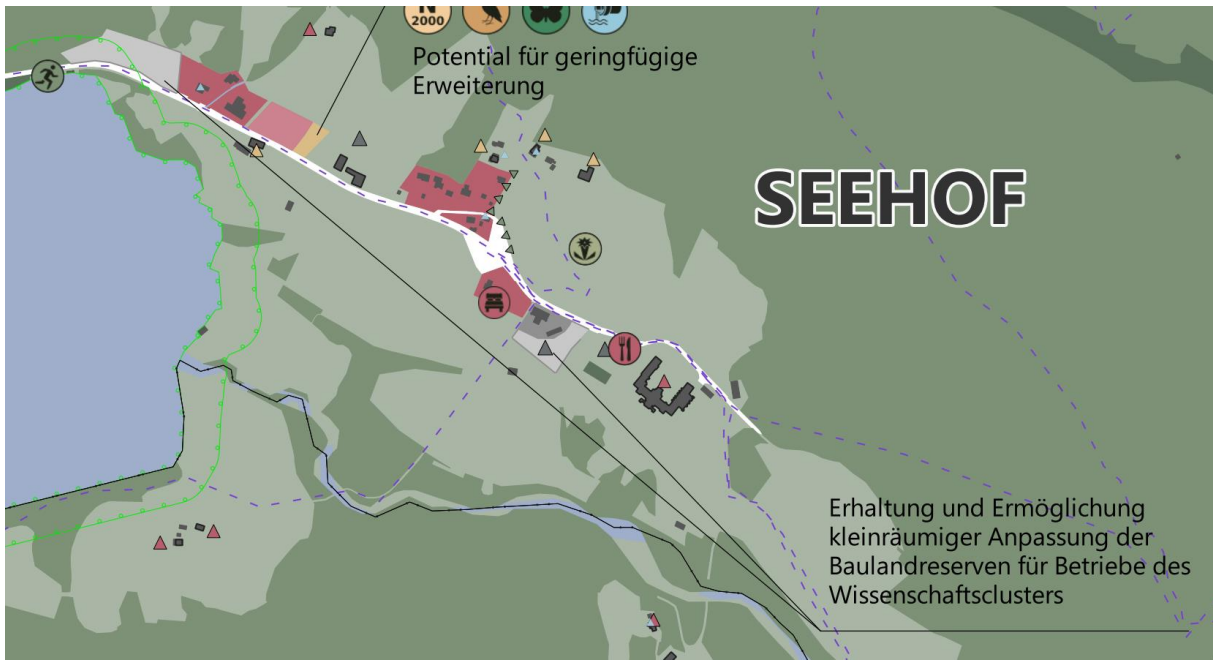 N
2000
Potential für geringfügige
Erweiterung
SEEHOF
Erhaltung und Ermöglichung
kleinräumiger Anpassung der
Baulandreserven für Betriebe des
Wissenschaftsclusters